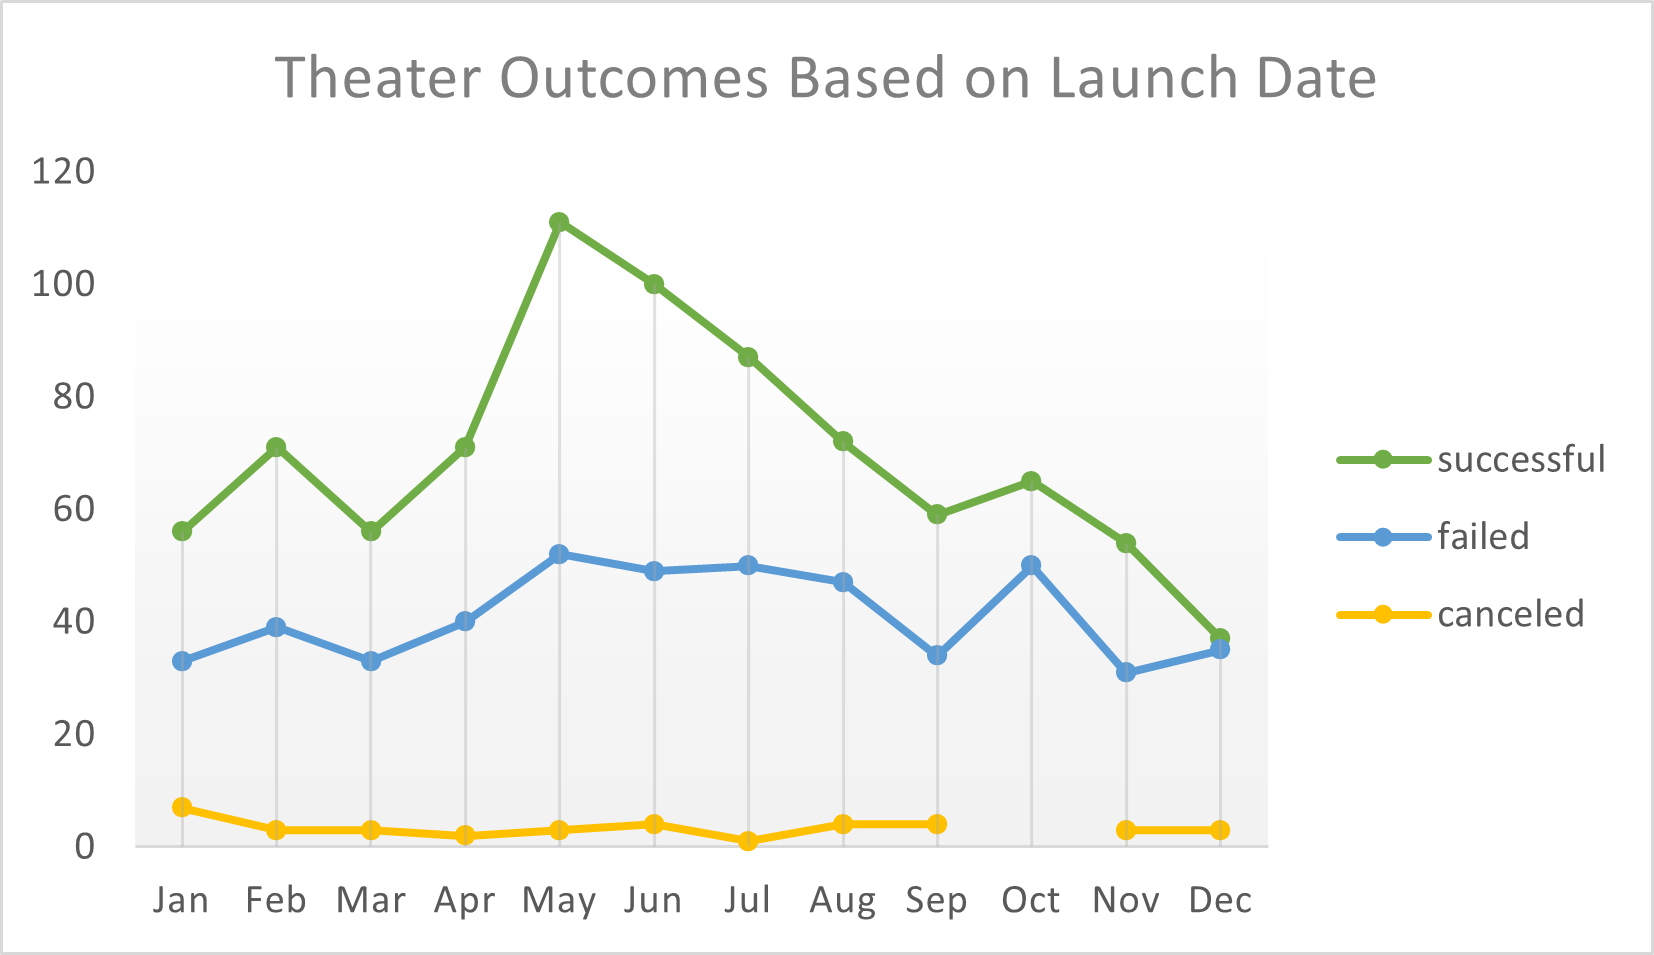 Theater Outcomes Based on Launch Date
120
100
80
60
40
20
0
successful
failed
canceled
Jan Feb Mar Apr May Jun Jul Aug Sep Oct Nov Dec